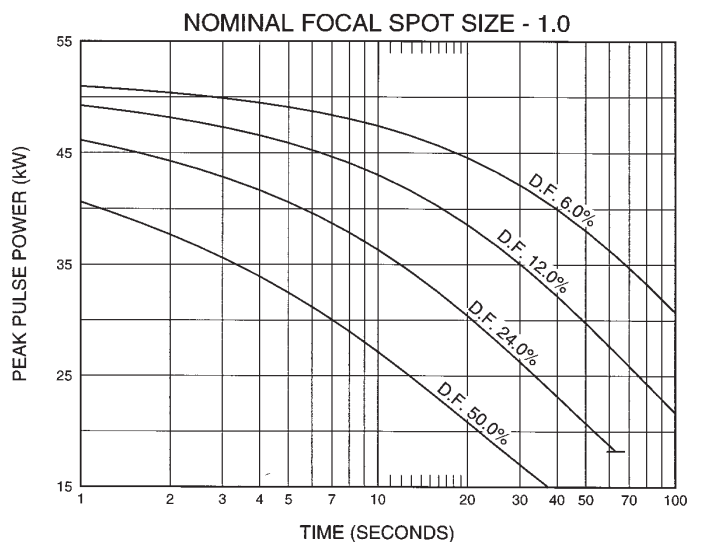 NOMINAL FOCAL SPOT SIZE - 1.0
55
45
35
25
15
PEAK PULSE POWER (kW)
D.F. 6.0%
D.F. 12.0%
D.F. 24.0%
D.F. 50.0%
1 2 3 4 5 7 10 20 30 40 50 70 100
TIME (SECONDS)